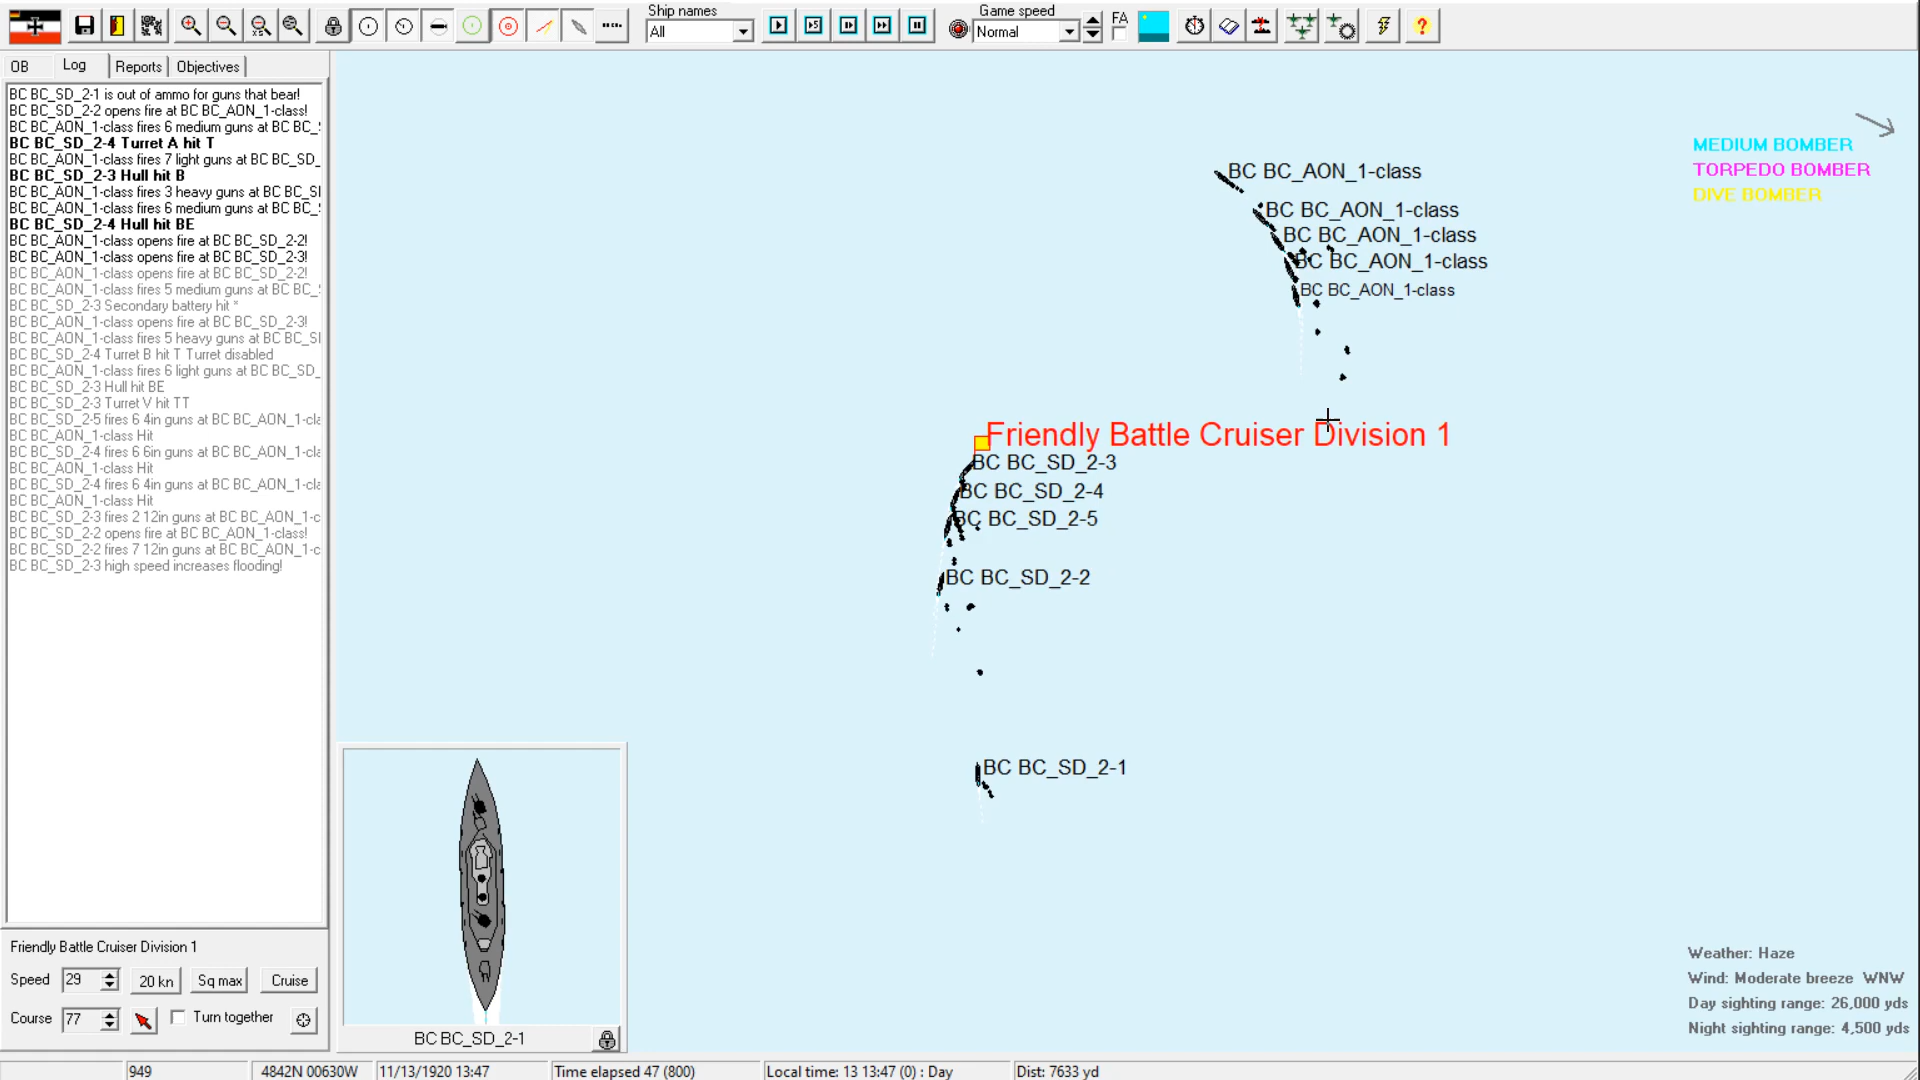 Ship names
All
Game speed
Normal
FA
OB
Log
Reports
Objectives
BC BC_SD_2-1 is out of ammo for guns that bear!
BC BC_SD_2-2 opens fire at BC BC_AON_1-class!
BC BC_AON_1-class fires 6 medium guns at BC BC_
BC BC_SD_2-4 Turret A hit T
BC BC_AON_1-class fires 7 light guns at BC BC_SD_
BC BC_SD_2-3 Hull hit B
BC BC_AON_1-class fires 3 heavy guns at BC BC_
BC BC_AON_1-class fires 6 medium guns at BC BC_
BC BC_SD_2-4 Hull hit BE
BC BC_AON_1-class opens fire at BC BC_SD_2-2!
BC BC_AON_1-class opens fire at BC BC_SD_2-3!
BC BC_AON_1-class opens fire at BC BC_SD_2-2!
BC BC_AON_1-class fires 5 medium guns at BC BC_
BC BC_SD_2-3 Secondary battery hit *
BC BC_AON_1-class opens fire at BC BC_SD_2-3!
BC BC_AON_1-class fires 5 heavy guns at BC BC_
BC BC_SD_2-4 Turret B hit T Turret disabled
BC BC_AON_1-class fires 6 light guns at BC BC_SD_
BC BC_SD_2-3 Hull hit BE
BC BC_SD_2-3 Turret V hit TT
BC BC_SD_2-5 fires 6 4in guns at BC BC_AON_1-cla
BC BC_AON_1-class Hit
BC BC_SD_2-4 fires 6 6in guns at BC BC_AON_1-cla
BC BC_AON_1-class Hit
BC BC_SD_2-4 fires 6 4in guns at BC BC_AON_1-cla
BC BC_AON_1-class Hit
BC BC_SD_2-3 fires 2 12in guns at BC BC_AON_1-c
BC BC_SD_2-2 opens fire at BC BC_AON_1-class!
BC BC_SD_2-2 fires 7 12in guns at BC BC_AON_1-c
BC BC_SD_2-3 high speed increases flooding!
MEDIUM BOMBER
TORPEDO BOMBER
DIVE BOMBER
BC BC_AON_1-class
BC BC_AON_1-class
BC BC_AON_1-class
BC BC_AON_1-class
BC BC_AON_1-class
Friendly Battle Cruiser Division 1
BC BC_SD_2-3
BC BC_SD_2-4
BC BC_SD_2-5
BC BC_SD_2-2
BC BC_SD_2-1
Weather: Haze
Wind: Moderate breeze WNW
Day sighting range: 26,000 yds
Night sighting range: 4,500 yds
Friendly Battle Cruiser Division 1
Speed 29 20 kn Sq max Cruise
Course 77 Turn together
BC BC_SD_2-1
949 4842N 00630W 11/13/1920 13:47 Time elapsed 47 (800) Local time: 13 13:47 (0) : Day Dist: 7633 yd